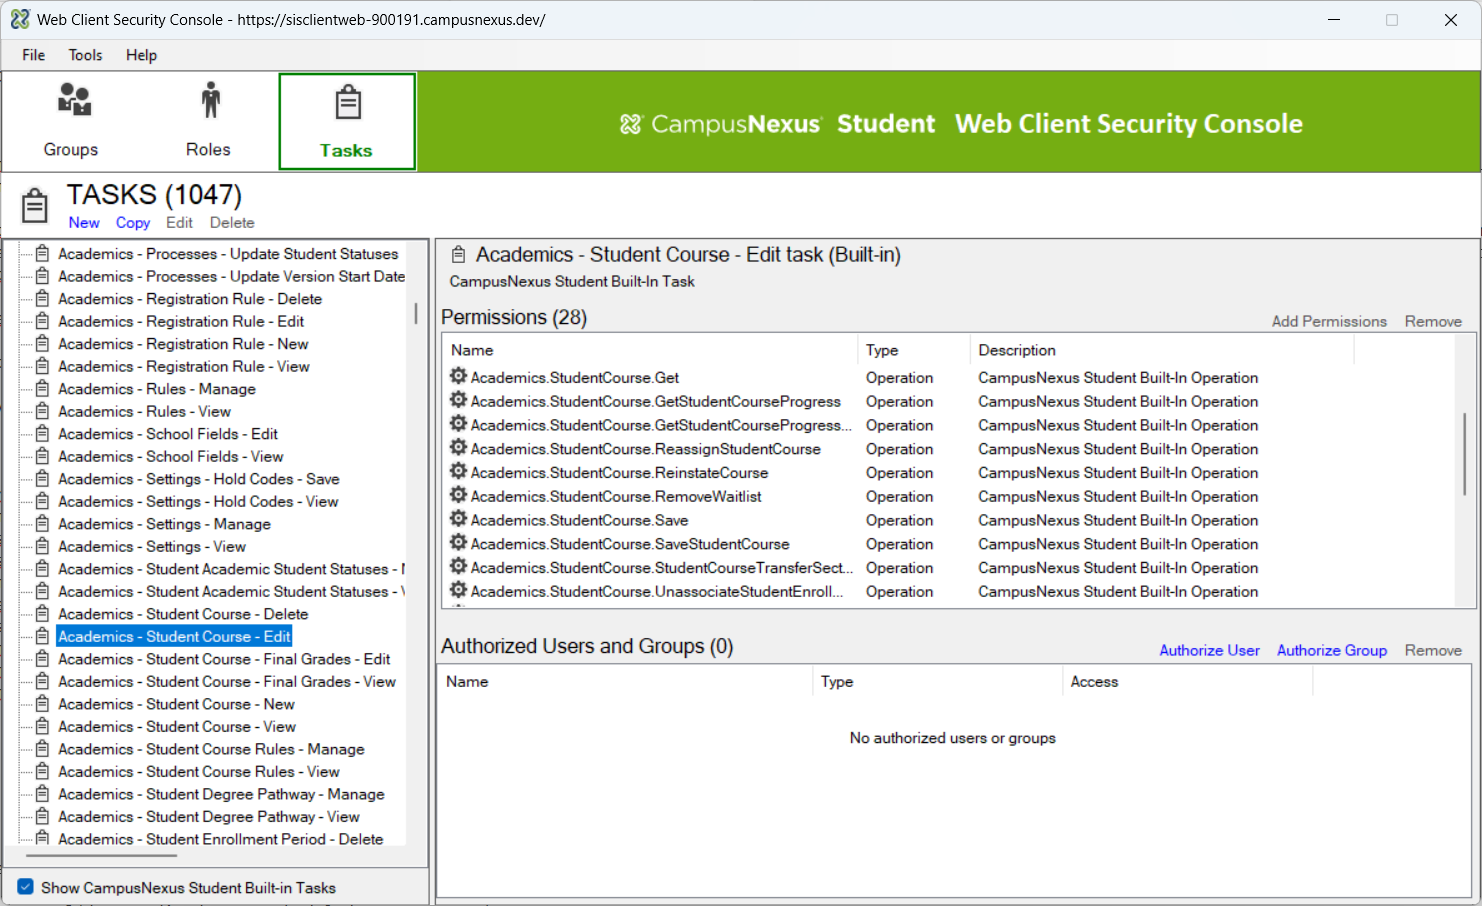 Web Client Security Console - https://sisclientweb-900191.campusnexus.dev/
File Tools Help
Groups Roles Tasks
CampusNexus Student Web Client Security Console
TASKS (1047)
New Copy Edit Delete
Academics - Processes - Update Student Statuses
Academics - Processes - Update Version Start Date
Academics - Registration Rule - Delete
Academics - Registration Rule - Edit
Academics - Registration Rule - New
Academics - Registration Rule - View
Academics - Rules - Manage
Academics - Rules - View
Academics - School Fields - Edit
Academics - School Fields - View
Academics - Settings - Hold Codes - Save
Academics - Settings - Hold Codes - View
Academics - Settings - Manage
Academics - Settings - View
Academics - Student Academic Student Statuses -
Academics - Student Academic Student Statuses -
Academics - Student Course - Delete
Academics - Student Course - Edit
Academics - Student Course - Final Grades - Edit
Academics - Student Course - Final Grades - View
Academics - Student Course - New
Academics - Student Course - View
Academics - Student Course Rules - Manage
Academics - Student Course Rules - View
Academics - Student Degree Pathway - Manage
Academics - Student Degree Pathway - View
Academics - Student Enrollment Period - Delete
Show CampusNexus Student Built-in Tasks
Academics - Student Course - Edit task (Built-in)
CampusNexus Student Built-In Task
Permissions (28)
Add Permissions Remove
Name Type Description
Academics.StudentCourse.Get Operation CampusNexus Student Built-In Operation
Academics.StudentCourse.GetStudentCourseProgress Operation CampusNexus Student Built-In Operation
Academics.StudentCourse.GetStudentCourseProgress... Operation CampusNexus Student Built-In Operation
Academics.StudentCourse.ReassignStudentCourse Operation CampusNexus Student Built-In Operation
Academics.StudentCourse.ReinstateCourse Operation CampusNexus Student Built-In Operation
Academics.StudentCourse.RemoveWaitlist Operation CampusNexus Student Built-In Operation
Academics.StudentCourse.Save Operation CampusNexus Student Built-In Operation
Academics.StudentCourse.SaveStudentCourse Operation CampusNexus Student Built-In Operation
Academics.StudentCourse.StudentCourseTransferSect... Operation CampusNexus Student Built-In Operation
Academics.StudentCourse.UnassociateStudentEnroll... Operation CampusNexus Student Built-In Operation
Authorized Users and Groups (0)
Authorize User Authorize Group Remove
Name Type Access
No authorized users or groups